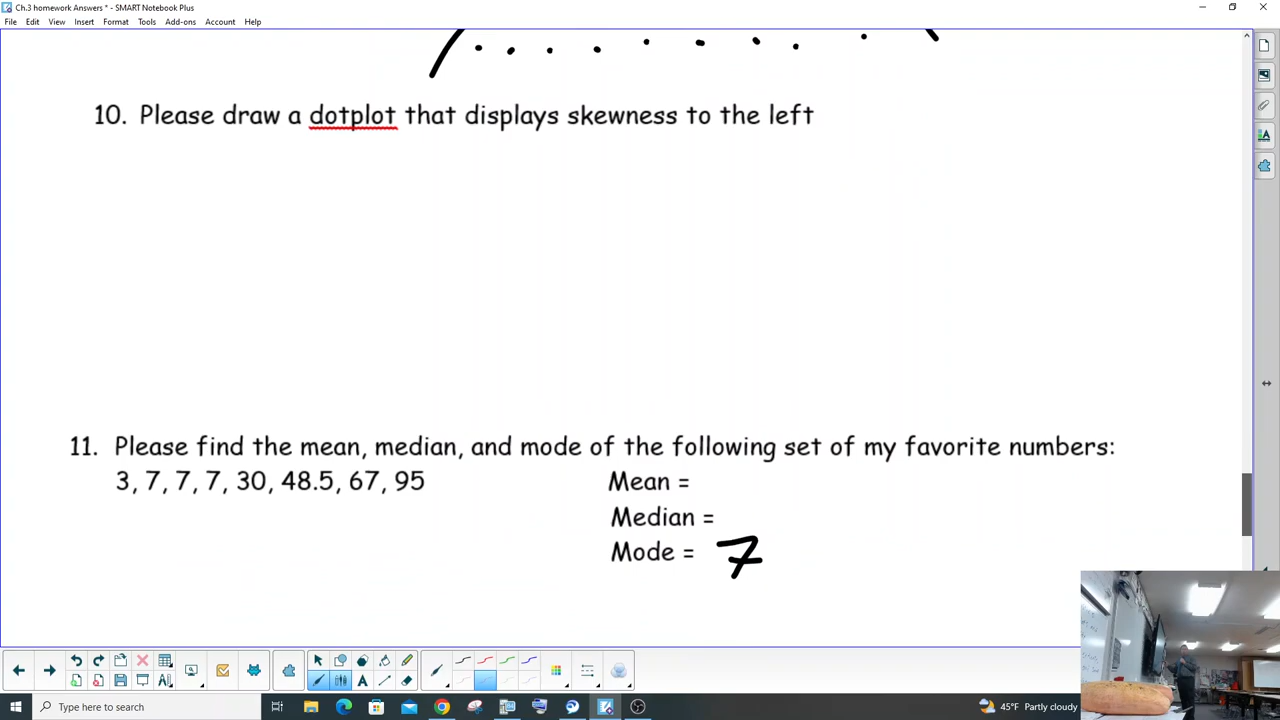 Ch.3 homework Answers * - SMART Notebook Plus
File Edit View Insert Format Tools Add-ons Account Help
10. Please draw a dotplot that displays skewness to the left
11. Please find the mean, median, and mode of the following set of my favorite numbers:
3, 7, 7, 7, 30, 48.5, 67, 95
Mean =
Median =
Mode = 7
Type here to search
45°F Partly cloudy